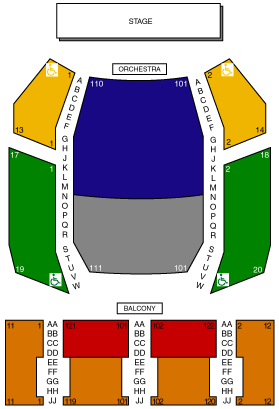 STAGE
ORCHESTRA
1 110 101 2
A A
B B
C C
D D
E E
F F
13 1 2 14
G G
H H
17 J J 18
1 K K 2
L L
M M
N N
O O
P P
Q Q
R R
S S
T T
19 111 101 20
U U
V V
W W
BALCONY
11 1 AA 121 101 102 122 AA 2 12
BB BB BB
CC CC CC
DD DD DD
EE EE EE
FF FF FF
GG GG GG
HH HH HH
11 JJ 119 JJ 120 JJ 12